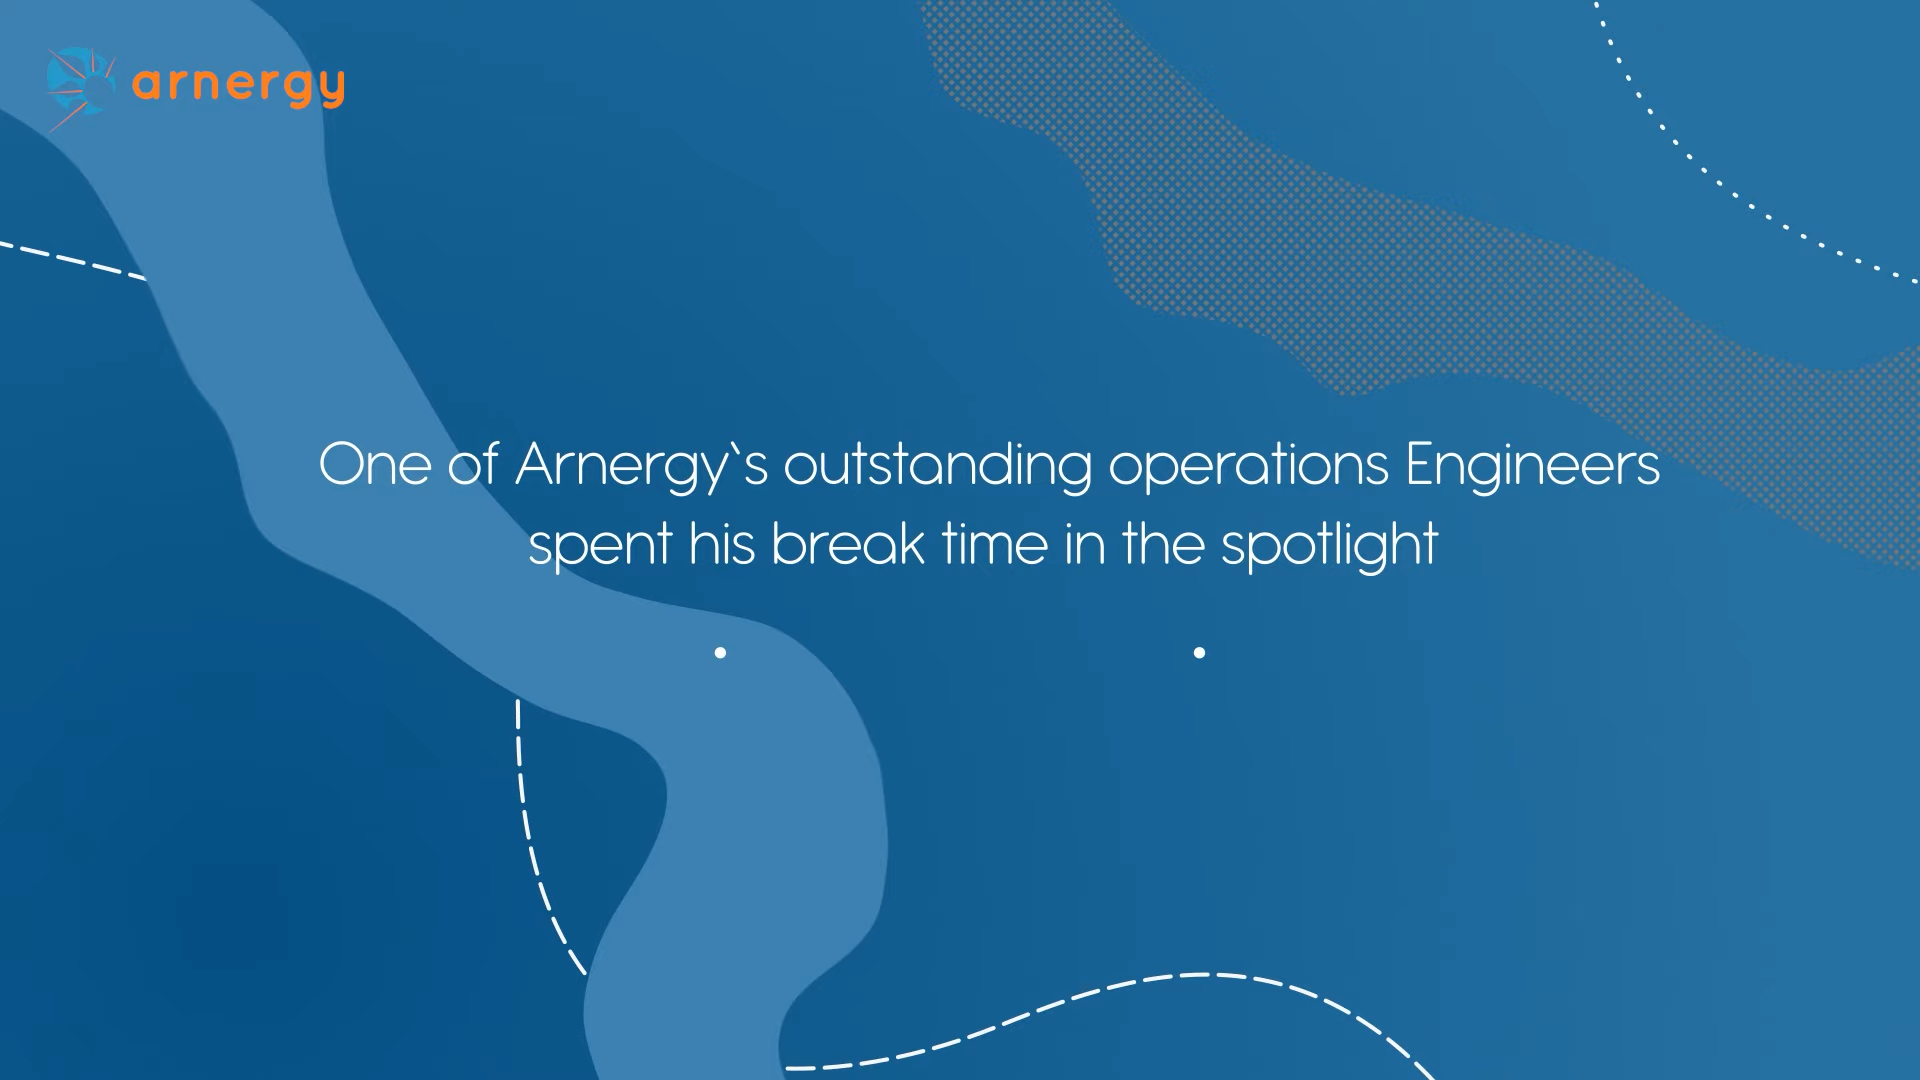 arnergy
One of Arnergy`s outstanding operations Engineers
spent his break time in the spotlight